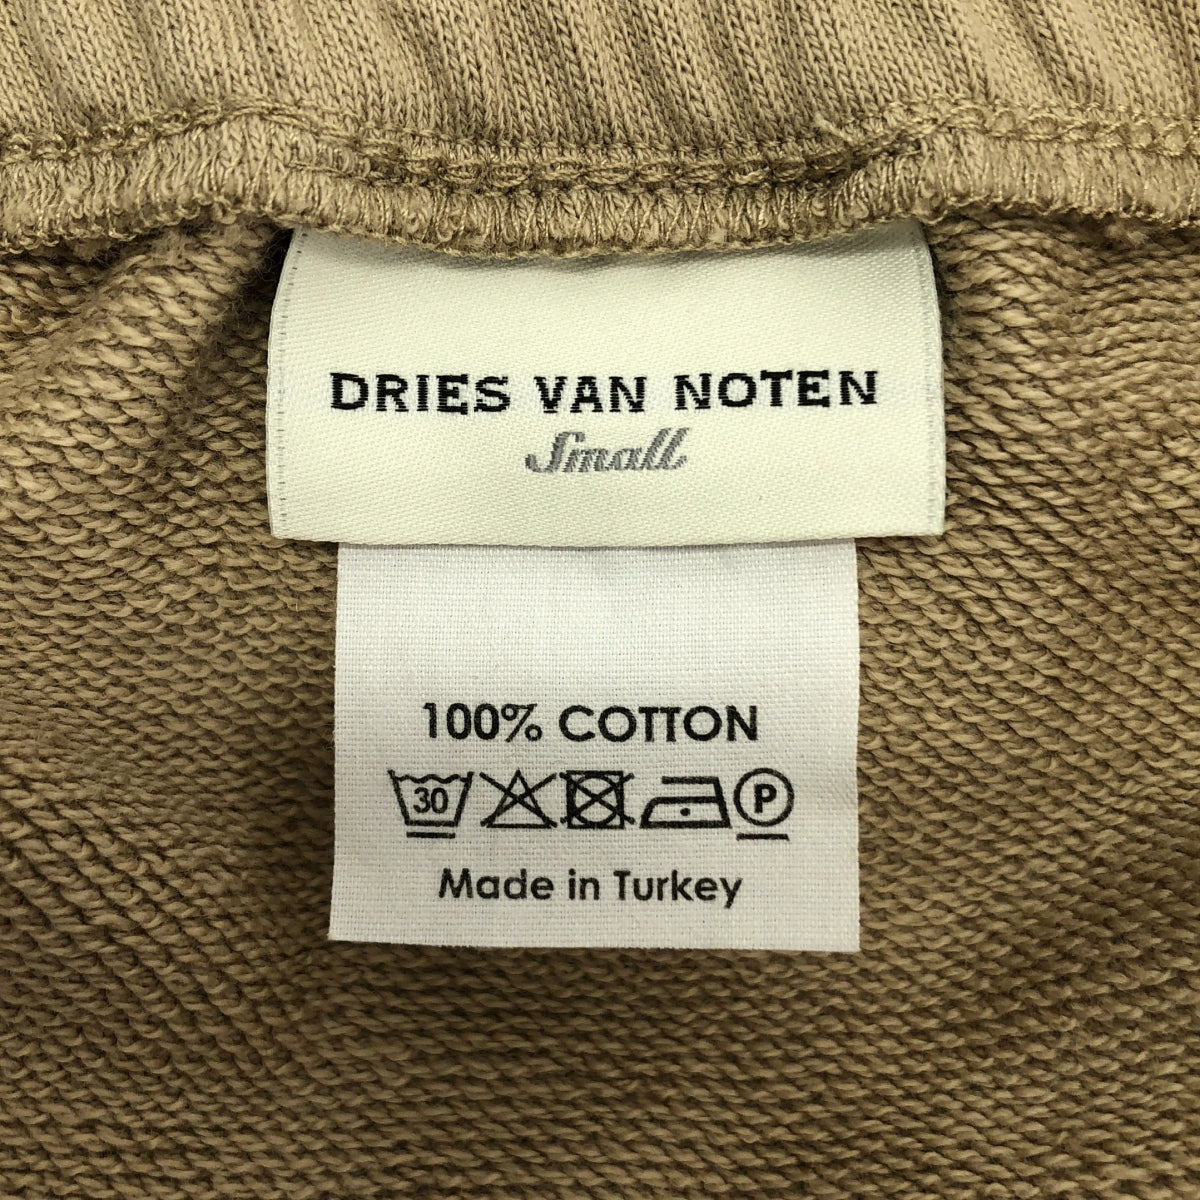 DRIES VAN NOTEN
Small
100% COTTON
30 P
Made in Turkey